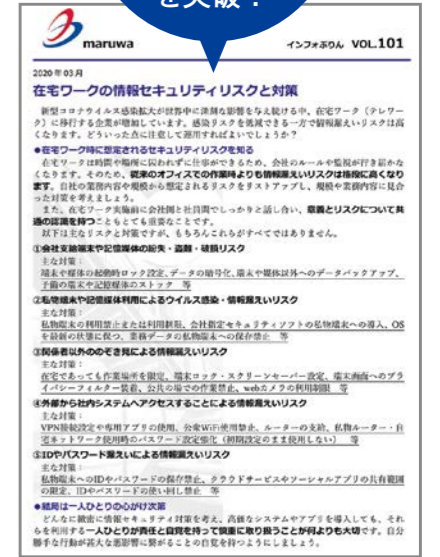 を突破！
maruwa
インフォぷりん VOL.101
2020年03月
在宅ワークの情報セキュリティリスクと対策
新型コロナウイルス感染拡大が世界中に深刻な影響を与え続ける中、在宅ワーク（テレワー
ク）に移行する企業が増加しています。感染リスクを低減できる一方で情報漏えいリスクは高
くなります。どういった点に注意して運用すればよいでしょうか？
●在宅ワーク時に想定されるセキュリティリスクを知る
在宅ワークは時間や場所に囚われずに仕事ができるため、会社のルールや監視が行き届かな
くなります。そのため、従来のオフィスでの作業時よりも情報漏えいリスクは格段に高くなり
ます。自社の業務内容や規模から想定されるリスクをリストアップし、規模や業務内容に見合
った対策を考えましょう。
また、在宅ワーク実施前に会社側と社員間でしっかりと話し合い、意義とリスクについて共
通の認識を持つこともとても重要なことです。
以下は主なリスクと対策ですが、もちろんこれらがすべてではありません。
①会社支給端末や記憶媒体の紛失・盗難・破損リスク
主な対策：
端末や媒体の起動時ロック設定、データの暗号化、端末や媒体以外へのデータバックアップ、
予備の端末や記憶媒体のストック　等
②私物端末や記憶媒体利用によるウイルス感染・情報漏えいリスク
主な対策：
私物端末の利用禁止または利用制限、会社指定セキュリティソフトの私物端末への導入、OS
を最新の状態に保つ、業務データの私物端末への保存禁止　等
③関係者以外ののぞき見による情報漏えいリスク
主な対策：
在宅であっても作業場所を限定、端末ロック・スクリーンセーバー設定、端末画面へのプラ
イバシーフィルター装着、公共の場での作業禁止、webカメラの利用制限　等
④外部から社内システムへアクセスすることによる情報漏えいリスク
主な対策：
VPN接続設定や専用アプリの使用、公衆WiFi使用禁止、ルーターの支給、私物ルーター・自
宅ネットワーク使用時のパスワード設定強化（初期設定のまま使用しない）　等
⑤IDやパスワード漏えいによる情報漏えいリスク
主な対策：
私物端末へのIDやパスワードの保存禁止、クラウドサービスやソーシャルアプリの共有範囲
の限定、IDやパスワードの使い回し禁止　等
●結局は一人ひとりの心がけ次第
どんなに緻密に情報セキュリティ対策を考え、高価なシステムやアプリを導入しても、それ
らを利用する一人ひとりが責任と自覚を持って慎重に取り扱うことが何よりも大切です。自分
勝手な行動が甚大な悪影響に繋がることの自覚を持つようにしましょう。